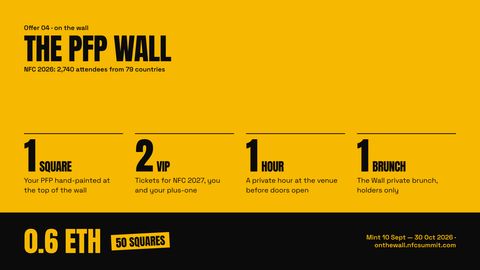 Offer 04 · on the wall
THE PFP WALL
NFC 2026: 2,740 attendees from 79 countries
1 SQUARE
Your PFP hand-painted at
the top of the wall
2 VIP
Tickets for NFC 2027, you
and your plus-one
1 HOUR
A private hour at the venue
before doors open
1 BRUNCH
The Wall private brunch,
holders only
0.6 ETH
50 SQUARES
Mint 10 Sept — 30 Oct 2026 ·
onthewall.nfcsummit.com